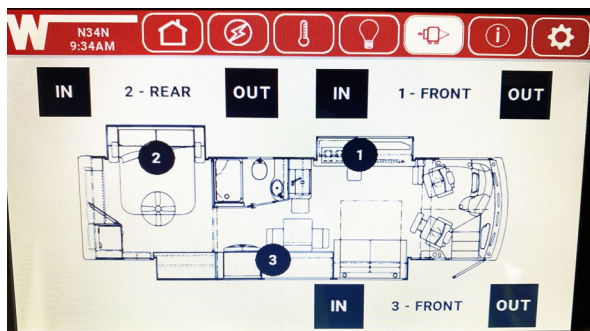 W
N34N
9:34AM
IN 2 - REAR OUT
IN 1 - FRONT OUT
2
1
3
IN 3 - FRONT OUT